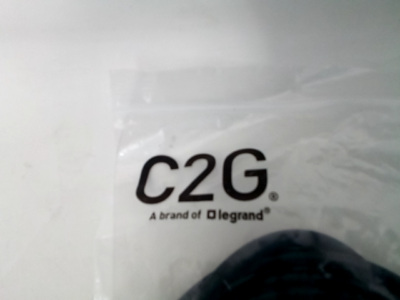 C2G®
A brand of legrand®